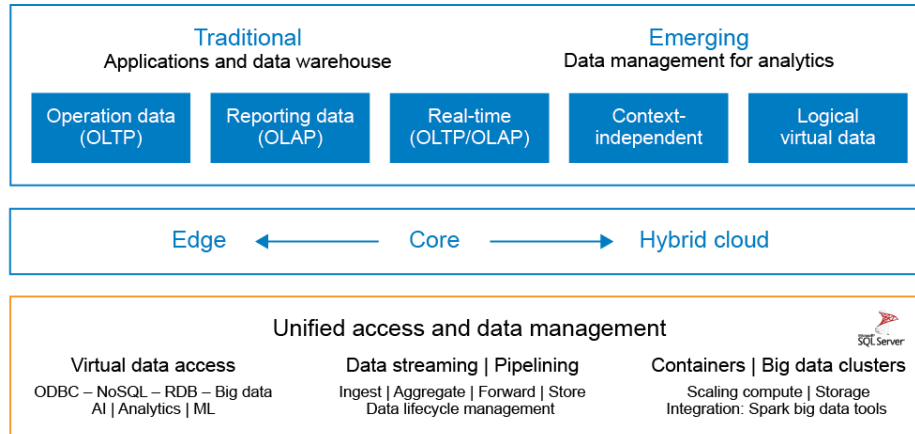 Traditional
Applications and data warehouse
Emerging
Data management for analytics
Operation data
(OLTP)
Reporting data
(OLAP)
Real-time
(OLTP/OLAP)
Context-
independent
Logical
virtual data
Edge
Core
Hybrid cloud
Unified access and data management
Microsoft
SQL Server
Virtual data access
ODBC – NoSQL – RDB – Big data
AI | Analytics | ML
Data streaming | Pipelining
Ingest | Aggregate | Forward | Store
Data lifecycle management
Containers | Big data clusters
Scaling compute | Storage
Integration: Spark big data tools